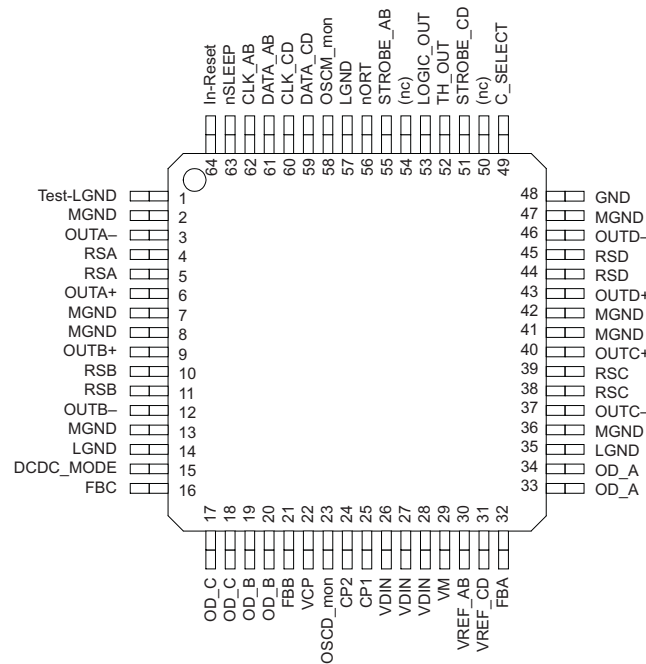 In-Reset
nSLEEP
CLK_AB
DATA_AB
CLK_CD
DATA_CD
OSCM_mon
LGND
nORT
STROBE_AB
(nc)
LOGIC_OUT
TH_OUT
STROBE_CD
(nc)
C_SELECT
64
63
62
61
60
59
58
57
56
55
54
53
52
51
50
49
Test-LGND 1
MGND 2
OUTA– 3
RSA 4
RSA 5
OUTA+ 6
MGND 7
MGND 8
OUTB+ 9
RSB 10
RSB 11
OUTB– 12
MGND 13
LGND 14
DCDC_MODE 15
FBC 16
48 GND
47 MGND
46 OUTD–
45 RSD
44 RSD
43 OUTD+
42 MGND
41 MGND
40 OUTC+
39 RSC
38 RSC
37 OUTC–
36 MGND
35 LGND
34 OD_A
33 OD_A
17
18
19
20
21
22
23
24
25
26
27
28
29
30
31
32
OD_C
OD_C
OD_B
OD_B
FBB
VCP
OSCD_mon
CP2
CP1
VDIN
VDIN
VDIN
VM
VREF_AB
VREF_CD
FBA